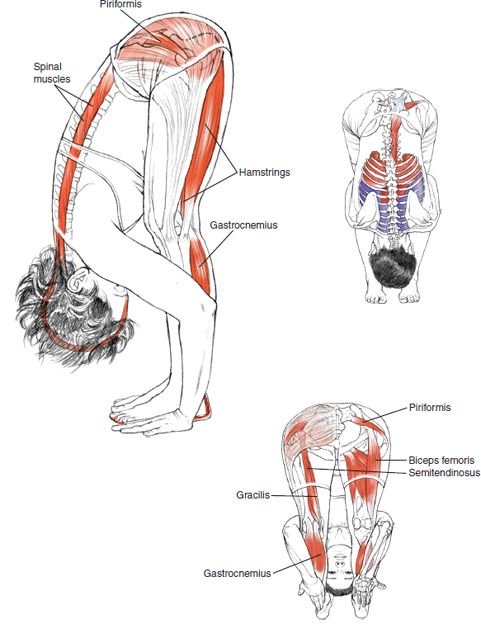 Piriformis
Spinal
muscles
Hamstrings
Gastrocnemius
Piriformis
Biceps femoris
Semitendinosus
Gracilis
Gastrocnemius